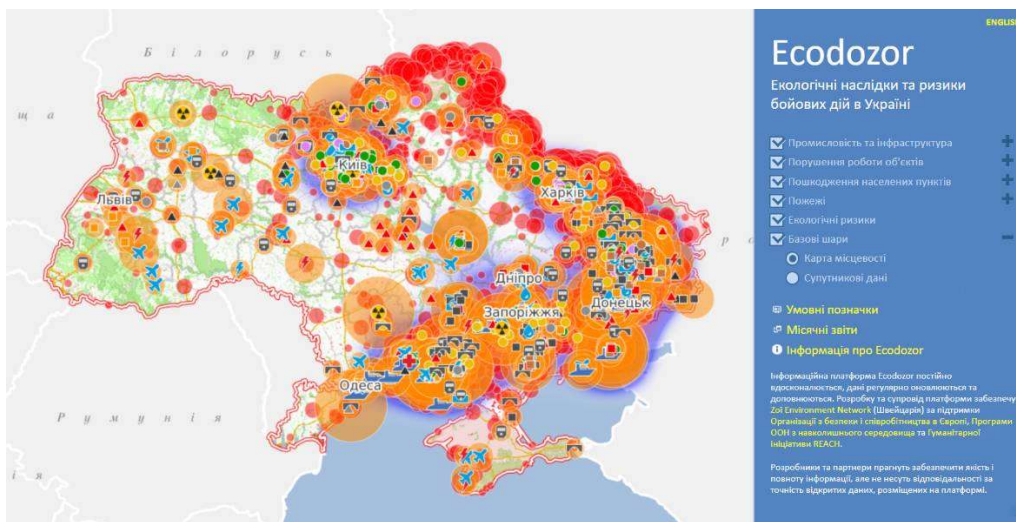 Білорусь
ща
Київ
Львів
Харків
Дніпро
Донецьк
Запоріжжя
Одеса
Румунія
ія
ро
ENGLISH
Ecodozor
Екологічні наслідки та ризики
бойових дій в Україні
Промисловість та інфраструктура
Порушення роботи об'єктів
Пошкодження населених пунктів
Пожежі
Екологічні ризики
Базові шари
Карта місцевості
Супутникові дані
Умовні позначки
Місячні звіти
Інформація про Ecodozor
Інформаційна платформа Ecodozor постійно
вдосконалюється, дані регулярно оновлюються та
доповнюються. Розробку та супровід платформи забезпечу
Zoï Environment Network (Швейцарія) за підтримки
Організації з безпеки і співробітництва в Європі, Програми
ООН з навколишнього середовища та Гуманітарної
ініціативи REACH.
Розробники та партнери прагнуть забезпечити якість і
повноту інформації, але не несуть відповідальності за
точність відкритих даних, розміщених на платформі.